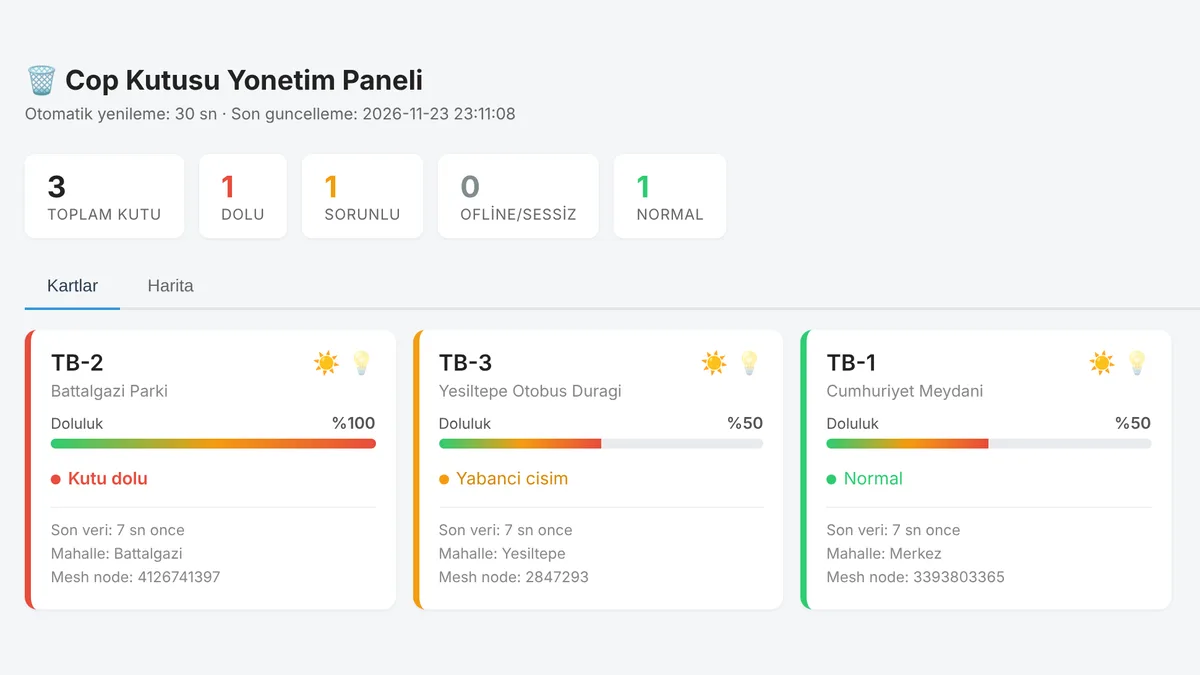 Cop Kutusu Yonetim Paneli
Otomatik yenileme: 30 sn · Son guncelleme: 2026-11-23 23:11:08
3
TOPLAM KUTU
1
DOLU
1
SORUNLU
0
OFLİNE/SESSİZ
1
NORMAL
Kartlar
Harita
TB-2
Battalgazi Parki
Doluluk %100
Kutu dolu
Son veri: 7 sn once
Mahalle: Battalgazi
Mesh node: 4126741397
TB-3
Yesiltepe Otobus Duragi
Doluluk %50
Yabanci cisim
Son veri: 7 sn once
Mahalle: Yesiltepe
Mesh node: 2847293
TB-1
Cumhuriyet Meydani
Doluluk %50
Normal
Son veri: 7 sn once
Mahalle: Merkez
Mesh node: 3393803365